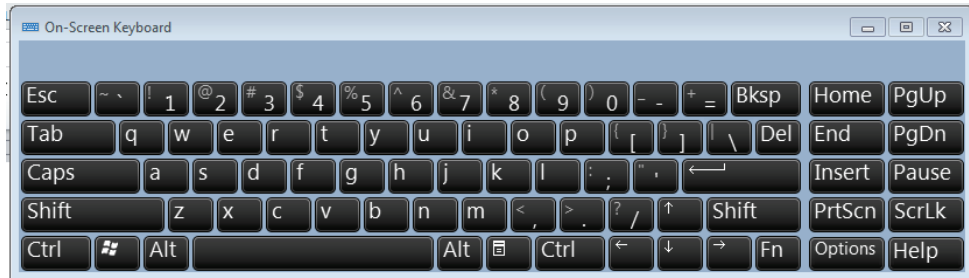 On-Screen Keyboard
Esc ~ ` ! 1 @ 2 # 3 $ 4 % 5 ^ 6 & 7 * 8 ( 9 ) 0 _ - + = Bksp Home PgUp
Tab q w e r t y u i o p { [ } ] | \ Del End PgDn
Caps a s d f g h j k l : ; " ' Insert Pause
Shift z x c v b n m < , > . ? / ↑ Shift PrtScn ScrLk
Ctrl Alt Alt Ctrl ← ↓ → Fn Options Help